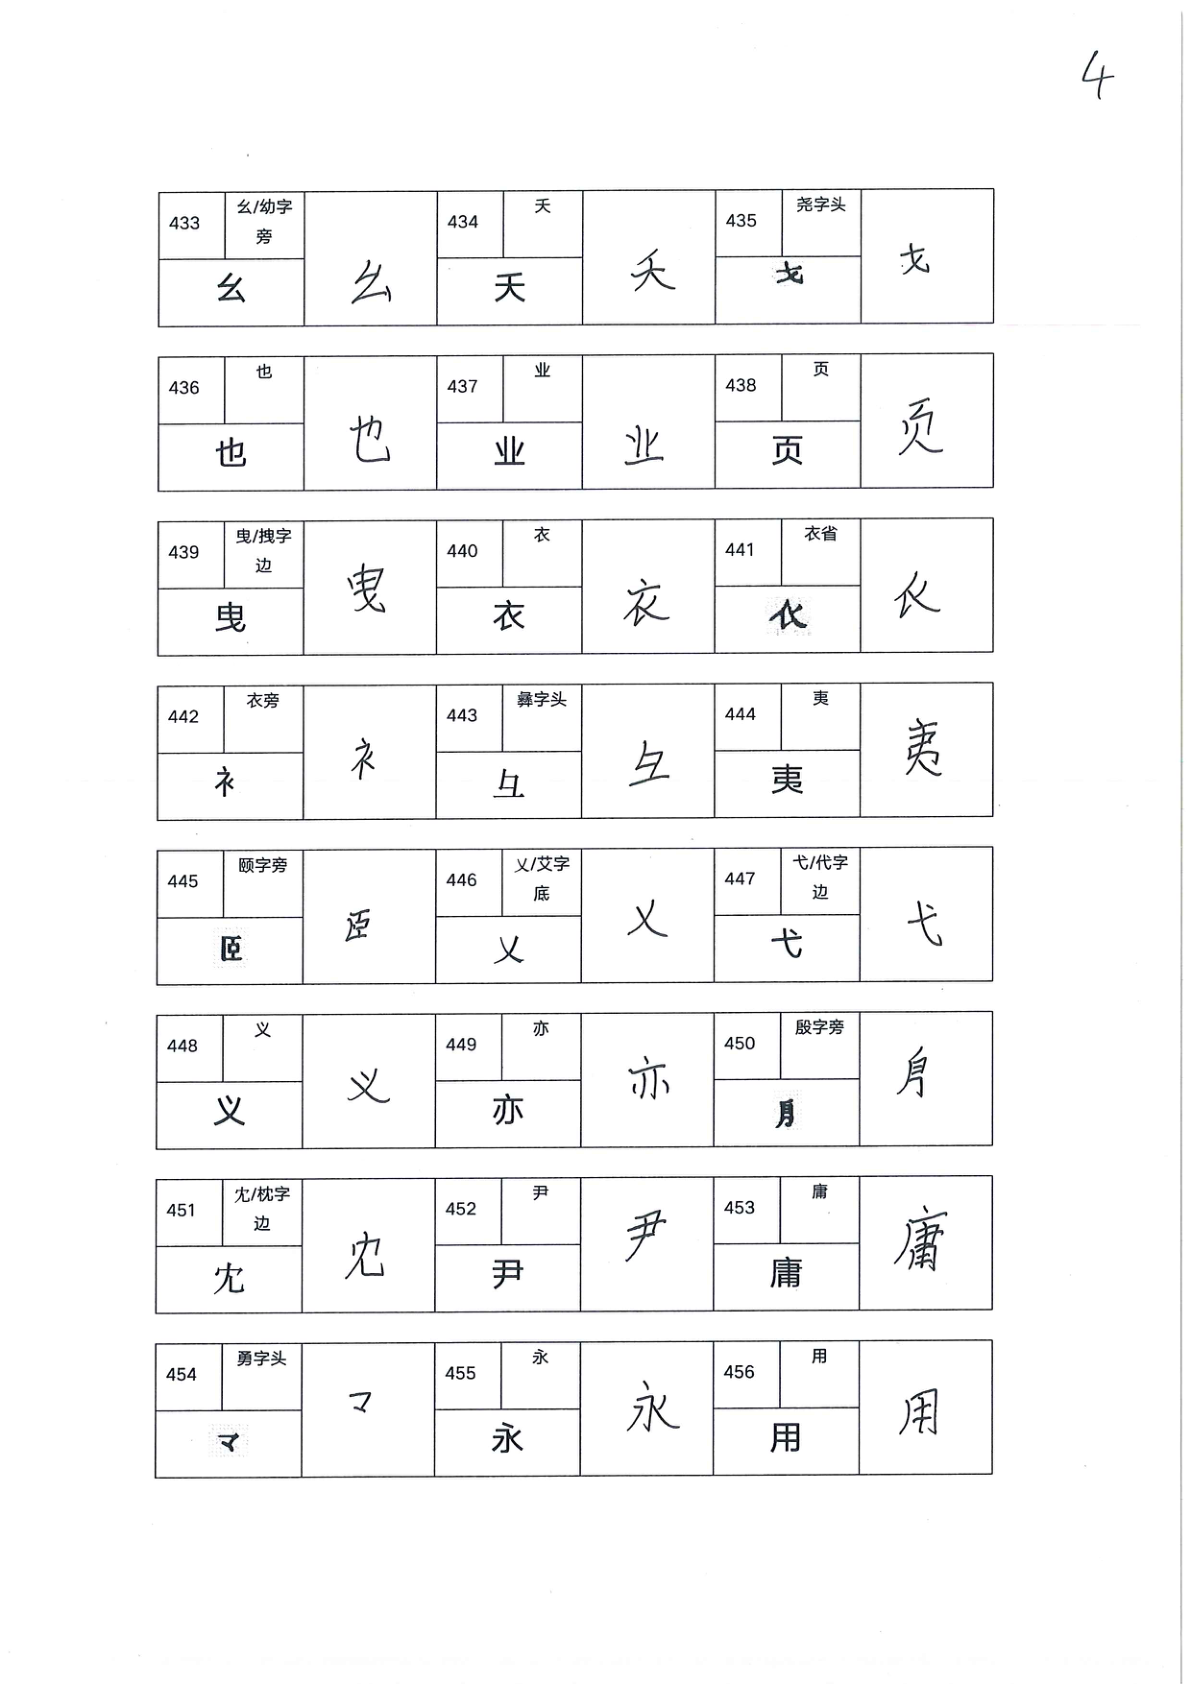 4
433 幺/幼字旁 幺 幺 434 夭 夭 夭 435 尧字头
436 也 也 也 437 业 业 业 438 页 页 页
439 曳/拽字边 曳 曳 440 衣 衣 衣 441 衣省
442 衣旁 衤 衤 443 彝字头 彑 彑 444 夷 夷 夷
445 颐字旁 𦣞 𦣞 446 乂/艾字底 乂 乂 447 弋/代字边 弋 弋
448 义 义 义 449 亦 亦 亦 450 殷字旁
451 冘/枕字边 冘 冘 452 尹 尹 尹 453 庸 庸 庸
454 勇字头 龴 龴 455 永 永 永 456 用 用 用